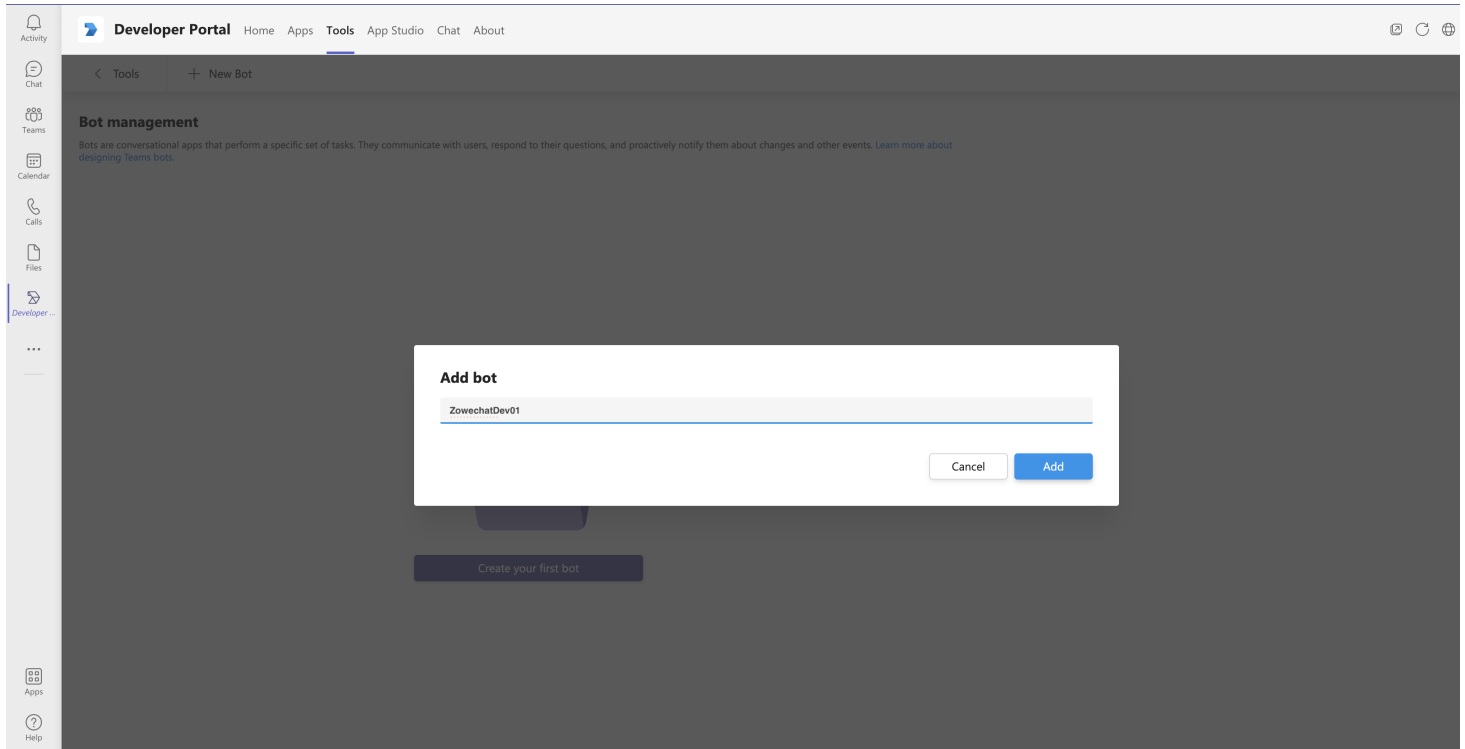 Activity
Chat
Teams
Calendar
Calls
Files
Developer ...
Apps
Help
Developer Portal Home Apps Tools App Studio Chat About
Tools New Bot
Bot management
Bots are conversational apps that perform a specific set of tasks. They communicate with users, respond to their questions, and proactively notify them about changes and other events. Learn more about
designing Teams bots.
Add bot
ZowechatDev01
Cancel Add
Create your first bot